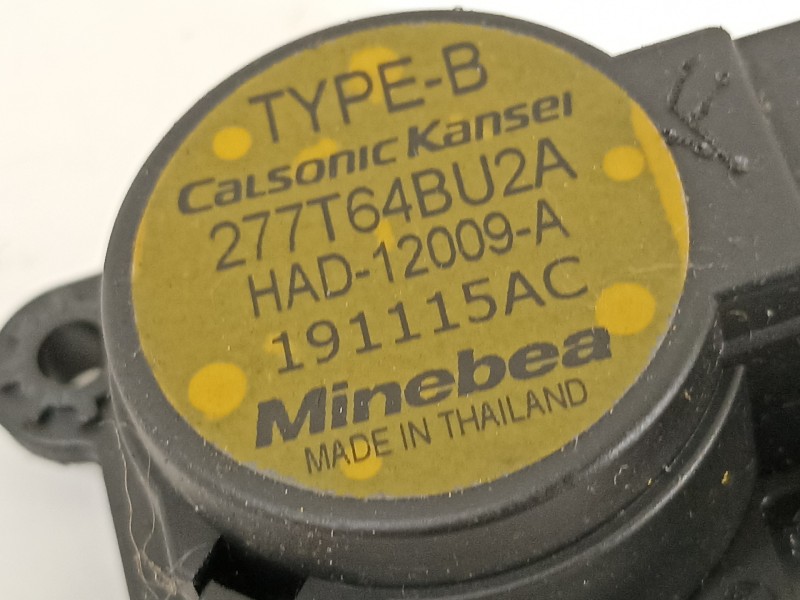 TYPE-B
CALSONIC KANSEI
277T64BU2A
HAD-12009-A
191115AC
Minebea
MADE IN THAILAND